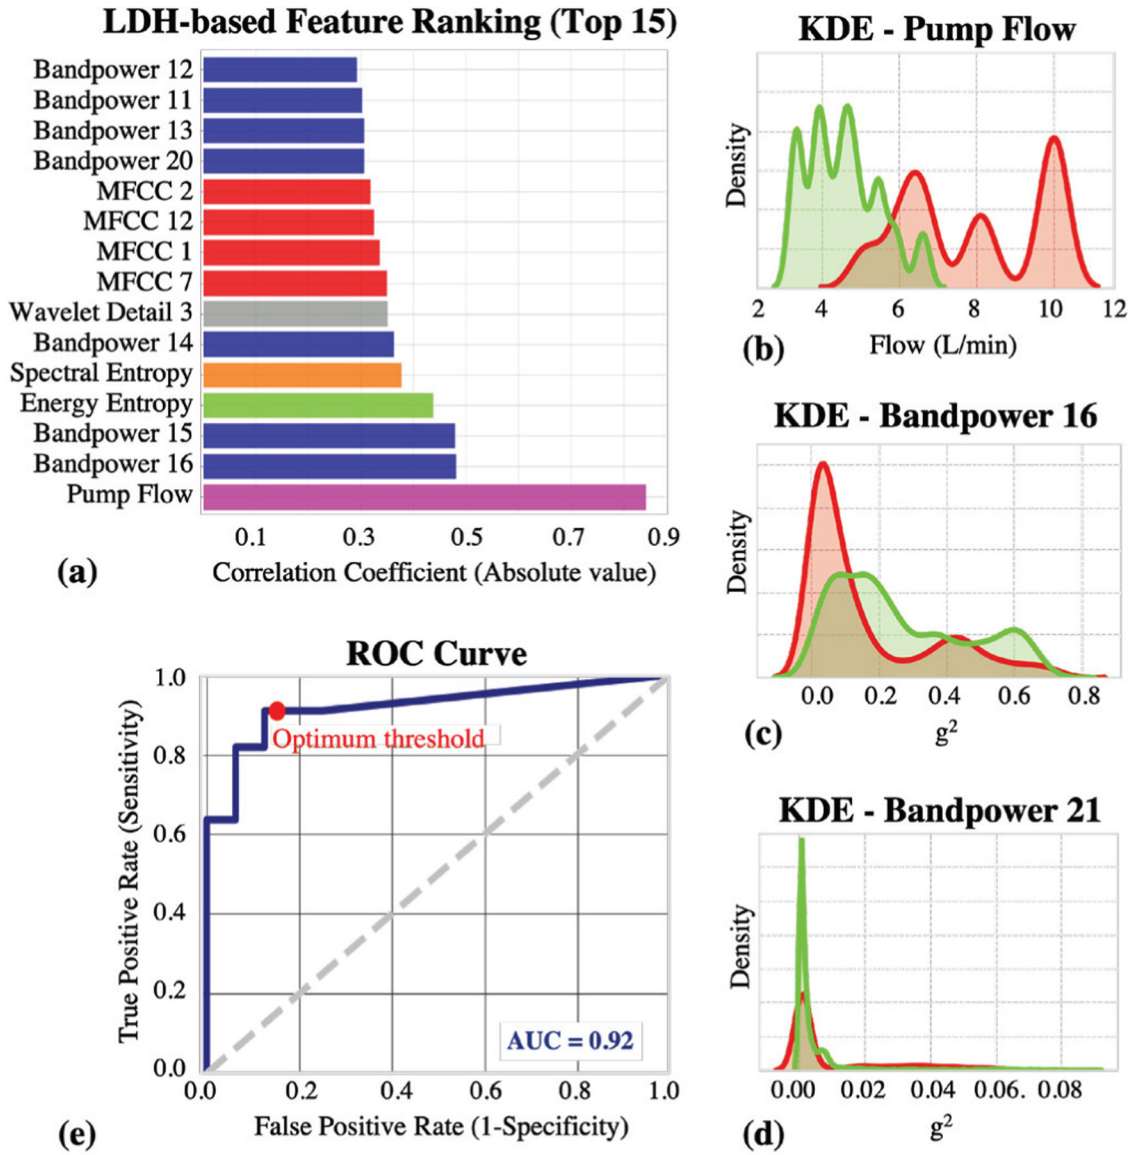 LDH-based Feature Ranking (Top 15)
Bandpower 12
Bandpower 11
Bandpower 13
Bandpower 20
MFCC 2
MFCC 12
MFCC 1
MFCC 7
Wavelet Detail 3
Bandpower 14
Spectral Entropy
Energy Entropy
Bandpower 15
Bandpower 16
Pump Flow
0.1 0.3 0.5 0.7 0.9
(a) Correlation Coefficient (Absolute value)
KDE - Pump Flow
Density
2 4 6 8 10 12
(b) Flow (L/min)
KDE - Bandpower 16
Density
0.0 0.2 0.4 0.6 0.8
(c) g²
KDE - Bandpower 21
Density
0.00 0.02 0.04 0.06. 0.08
(d) g²
ROC Curve
True Positive Rate (Sensitivity)
1.0
0.8
0.6
0.4
0.2
0.0
Optimum threshold
AUC = 0.92
0.0 0.2 0.4 0.6 0.8 1.0
(e) False Positive Rate (1-Specificity)